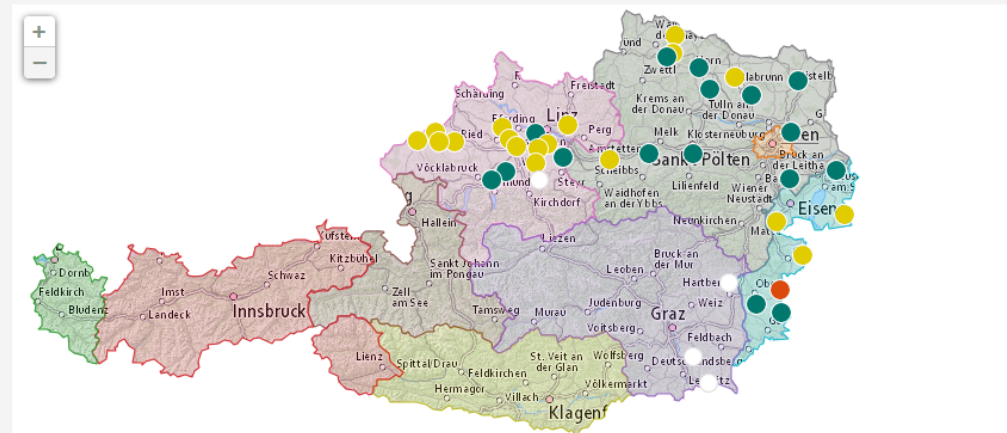 +
−
Freistadt
Schärding
Linz
Ried
Perg
Vöcklabruck
Steyr
Kirchdorf
Zwettl
Krems an
der Donau
Tulln an
der Donau
Melk
Klosterneuburg
Amstetten
Scheibbs
Sankt Pölten
Bruck an
der Leitha
Lilienfeld
Waidhofen
an der Ybbs
Wiener
Neustadt
Eisen
Neunkirchen
Hallein
Kufstein
Kitzbühel
Liezen
Dornb
Feldkirch
Bludenz
Imst
Schwaz
Landeck
Innsbruck
Sankt Johann
im Pongau
Zell
am See
Tamsweg
Bruck an
der Mur
Leoben
Hartberg
Judenburg
Weiz
Murau
Graz
Voitsberg
Feldbach
Lienz
Spittal/Drau
St. Veit an
der Glan
Wolfsberg
Deutschlandsberg
Feldkirchen
Hermagor
Völkermarkt
Villach
Klagenf